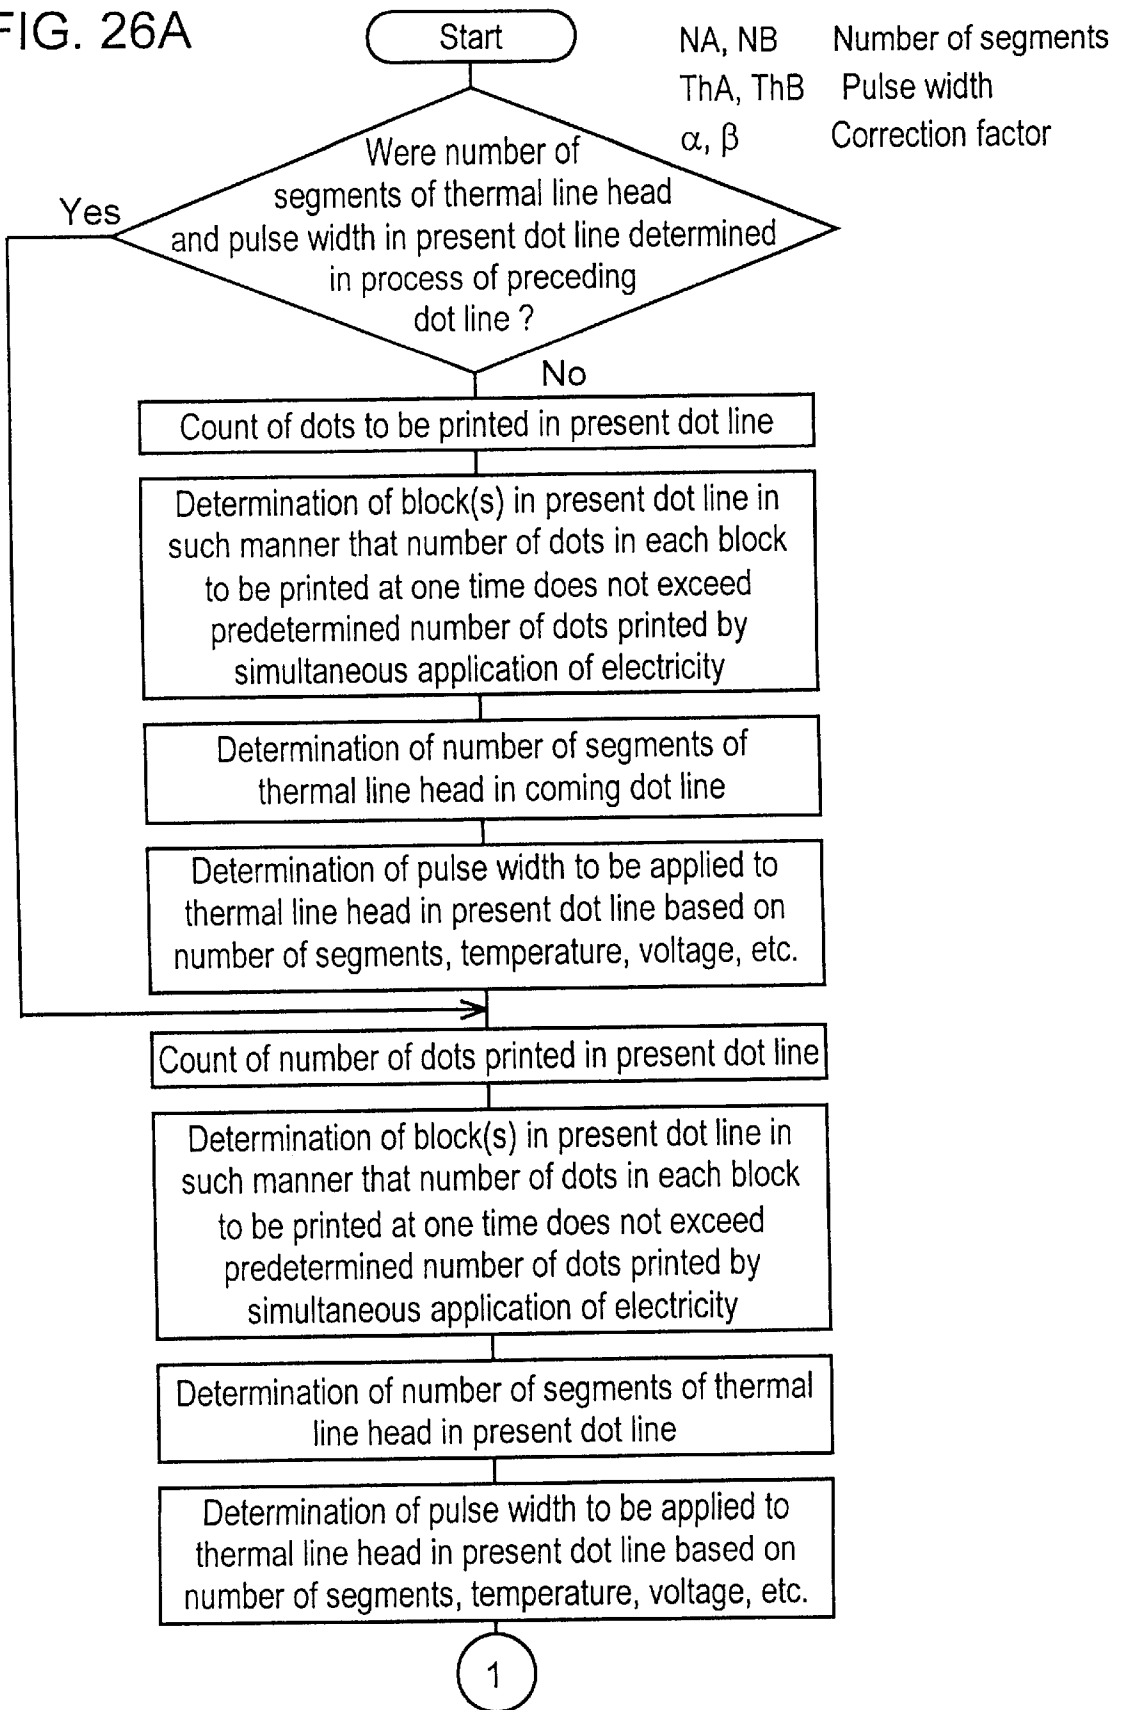 FIG. 26A
Start
NA, NB Number of segments
ThA, ThB Pulse width
α, β Correction factor
Were number of
segments of thermal line head
and pulse width in present dot line determined
in process of preceding
dot line ?
Yes
No
Count of dots to be printed in present dot line
Determination of block(s) in present dot line in
such manner that number of dots in each block
to be printed at one time does not exceed
predetermined number of dots printed by
simultaneous application of electricity
Determination of number of segments of
thermal line head in coming dot line
Determination of pulse width to be applied to
thermal line head in present dot line based on
number of segments, temperature, voltage, etc.
Count of number of dots printed in present dot line
Determination of block(s) in present dot line in
such manner that number of dots in each block
to be printed at one time does not exceed
predetermined number of dots printed by
simultaneous application of electricity
Determination of number of segments of thermal
line head in present dot line
Determination of pulse width to be applied to
thermal line head in present dot line based on
number of segments, temperature, voltage, etc.
1